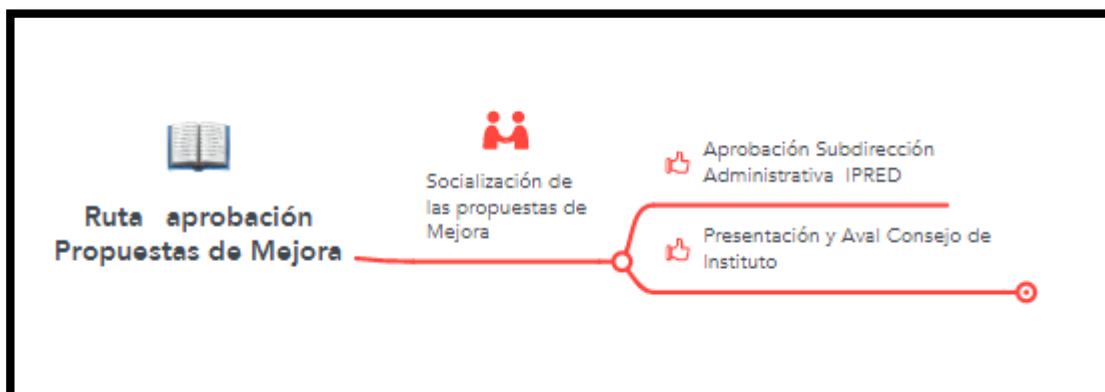 Ruta aprobación
Propuestas de Mejora
Socialización de
las propuestas de
Mejora
Aprobación Subdirección
Administrativa IPRED
Presentación y Aval Consejo de
Instituto